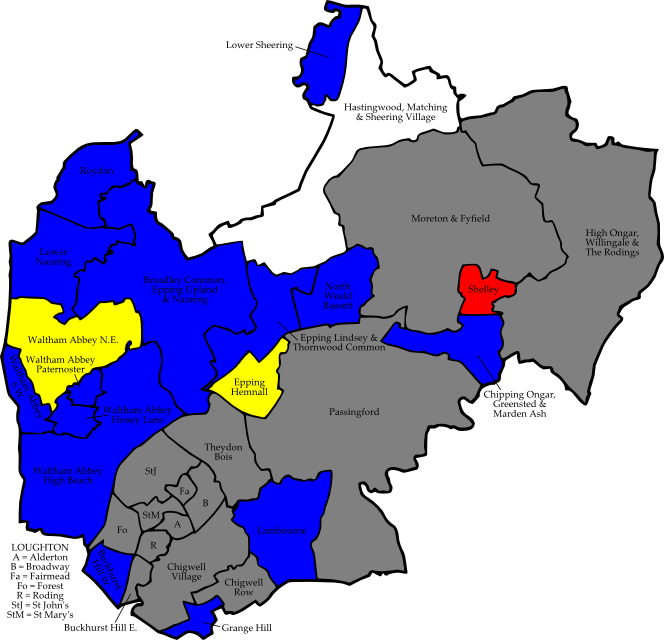 Lower Sheering
Hastingwood, Matching
& Sheering Village
Roydon
Moreton & Fyfield
High Ongar,
Willingale &
The Rodings
Lower
Nazeing
Broadley Common,
Epping Upland
& Nazeing
North
Weald
Bassett
Shelley
Waltham Abbey N.E.
Epping Lindsey &
Thornwood Common
Waltham Abbey
Paternoster
Waltham Abbey
S.W.
Epping
Hemnall
Chipping Ongar,
Greensted &
Marden Ash
Waltham Abbey
Honey Lane
Passingford
Theydon
Bois
Waltham Abbey
High Beach
StJ
Fa
B
StM
A
Fo
R
Lambourne
LOUGHTON
A = Alderton
B = Broadway
Fa = Fairmead
Fo = Forest
R = Roding
StJ = St John's
StM = St Mary's
Buckhurst
Hill W.
Chigwell
Village
Chigwell
Row
Buckhurst Hill E.
Grange Hill